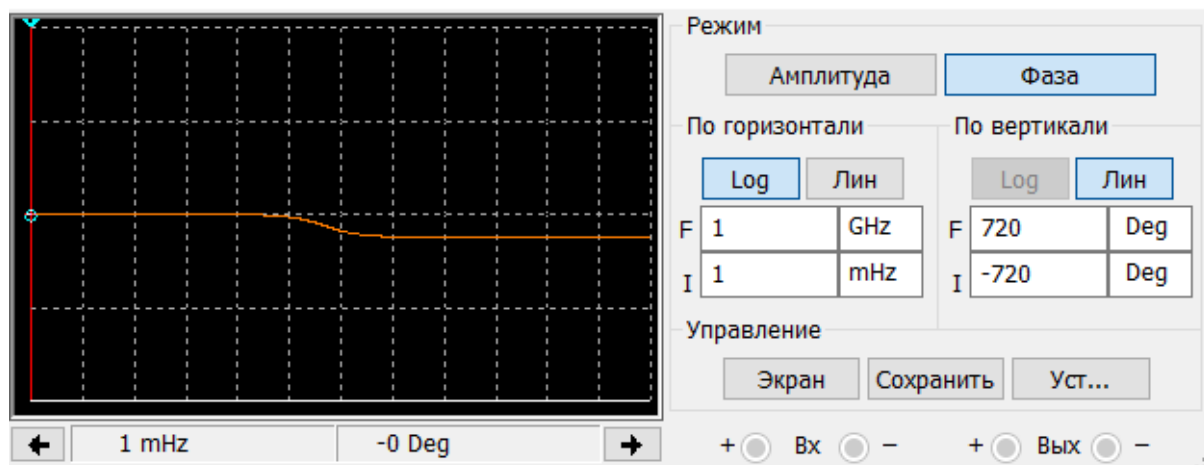 Режим
Амплитуда Фаза
По горизонтали По вертикали
Log Лин Log Лин
F 1 GHz F 720 Deg
I 1 mHz I -720 Deg
Управление
Экран Сохранить Уст...
1 mHz -0 Deg + Вх - + Вых -